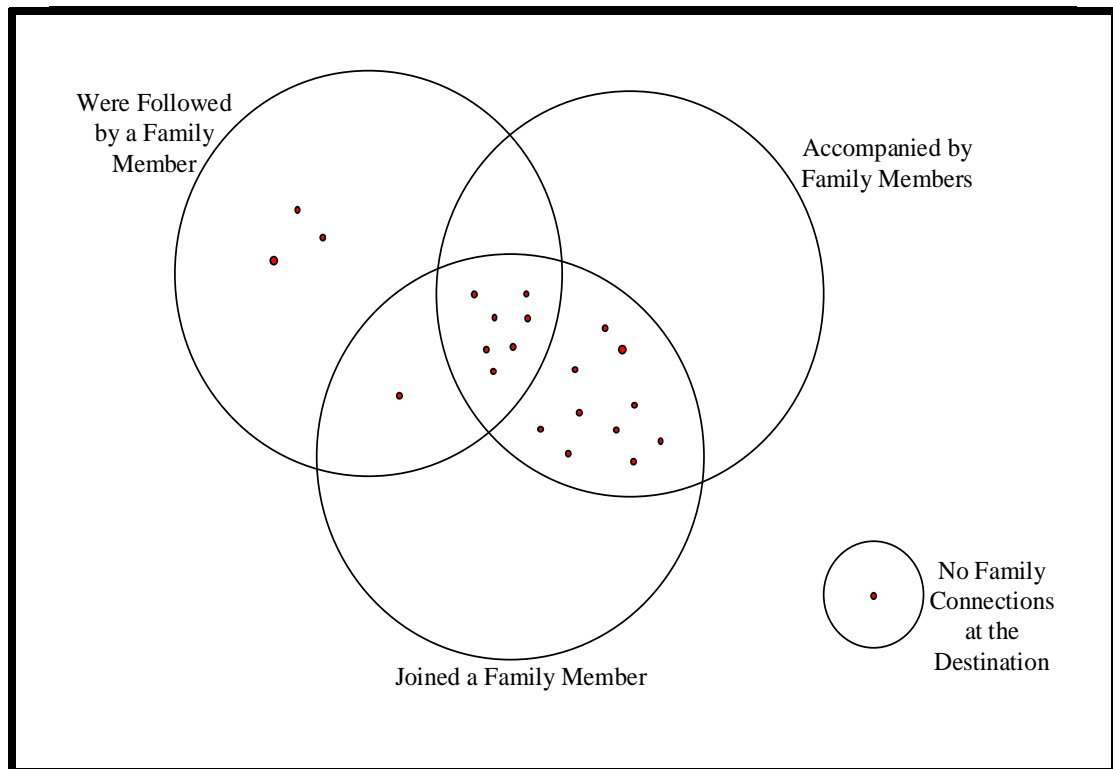 Were Followed
by a Family
Member
Accompanied by
Family Members
No Family
Connections
at the
Destination
Joined a Family Member